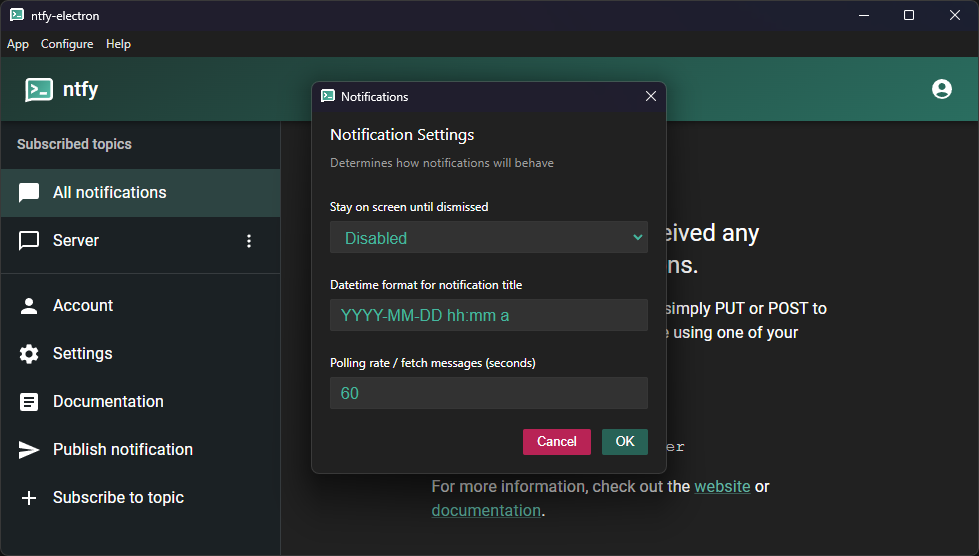 ntfy-electron
App Configure Help
ntfy
Subscribed topics
All notifications
Server
Account
Settings
Documentation
Publish notification
Subscribe to topic
Notifications
Notification Settings
Determines how notifications will behave
Stay on screen until dismissed
Disabled
Datetime format for notification title
YYYY-MM-DD hh:mm a
Polling rate / fetch messages (seconds)
60
Cancel OK
any
simply PUT or POST to
using one of your
For more information, check out the website or
documentation.